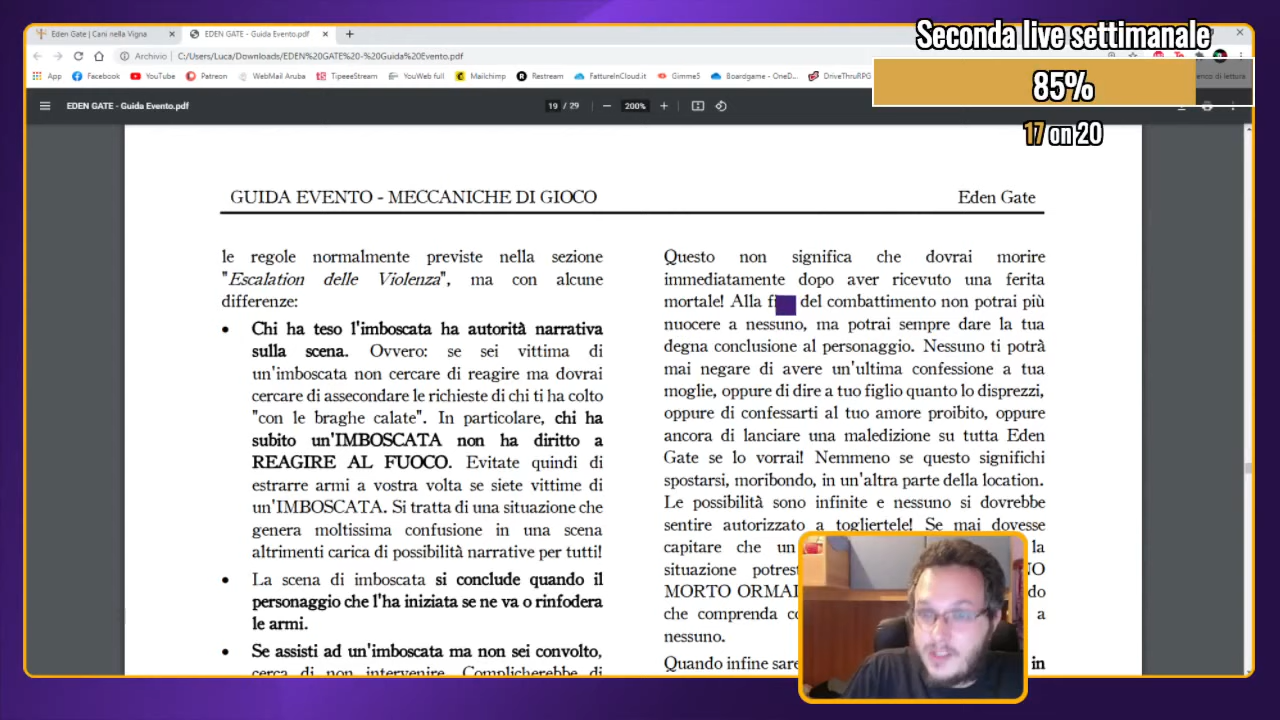 Seconda live settimanale
85%
17 on 20
Eden Gate | Cani nella Vigna
EDEN GATE - Guida Evento.pdf
Archivio | C:/Users/Luca/Downloads/EDEN%20GATE%20-%20Guida%20Evento.pdf
App Facebook YouTube Patreon WebMail Aruba TipeeeStream YouWeb full Mailchimp Restream FattureInCloud.it Gimme5 Boardgame - OneD... DriveThruRPG
enco di lettura
EDEN GATE - Guida Evento.pdf
19 / 29
200%
GUIDA EVENTO - MECCANICHE DI GIOCO
Eden Gate
le regole normalmente previste nella sezione
"Escalation delle Violenza", ma con alcune
differenze:
• Chi ha teso l'imboscata ha autorità narrativa
sulla scena. Ovvero: se sei vittima di
un'imboscata non cercare di reagire ma dovrai
cercare di assecondare le richieste di chi ti ha colto
"con le braghe calate". In particolare, chi ha
subito un'IMBOSCATA non ha diritto a
REAGIRE AL FUOCO. Evitate quindi di
estrarre armi a vostra volta se siete vittime di
un'IMBOSCATA. Si tratta di una situazione che
genera moltissima confusione in una scena
altrimenti carica di possibilità narrative per tutti!
• La scena di imboscata si conclude quando il
personaggio che l'ha iniziata se ne va o rinfodera
le armi.
• Se assisti ad un'imboscata ma non sei convolto,
cerca di non intervenire. Complicherebbe di
Questo non significa che dovrai morire
immediatamente dopo aver ricevuto una ferita
mortale! Alla fi del combattimento non potrai più
nuocere a nessuno, ma potrai sempre dare la tua
degna conclusione al personaggio. Nessuno ti potrà
mai negare di avere un'ultima confessione a tua
moglie, oppure di dire a tuo figlio quanto lo disprezzi,
oppure di confessarti al tuo amore proibito, oppure
ancora di lanciare una maledizione su tutta Eden
Gate se lo vorrai! Nemmeno se questo significhi
spostarsi, moribondo, in un'altra parte della location.
Le possibilità sono infinite e nessuno si dovrebbe
sentire autorizzato a togliertele! Se mai dovesse
capitare che un la
situazione potrest NO
MORTO ORMAI do
che comprenda co a
nessuno.
Quando infine sare in